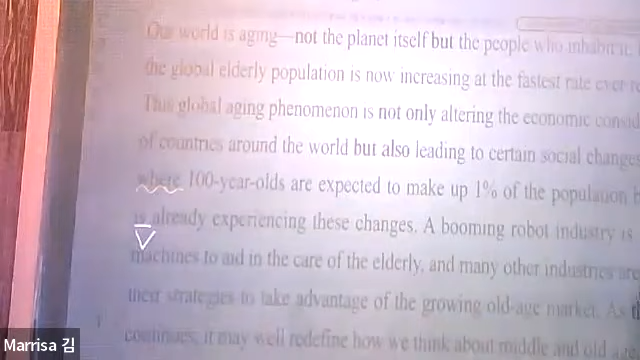 Our world is aging—not the planet itself but the people who inhabit it.
the global elderly population is now increasing at the fastest rate ever
This global aging phenomenon is not only altering the economic
of countries around the world but also leading to certain social changes
where 100-year-olds are expected to make up 1% of the population
is already experiencing these changes. A booming robot industry is
machines to aid in the care of the elderly, and many other industries are
their strategies to take advantage of the growing old-age market. As
continues, it may well redefine how we think about middle and old age
V
Marrisa 김